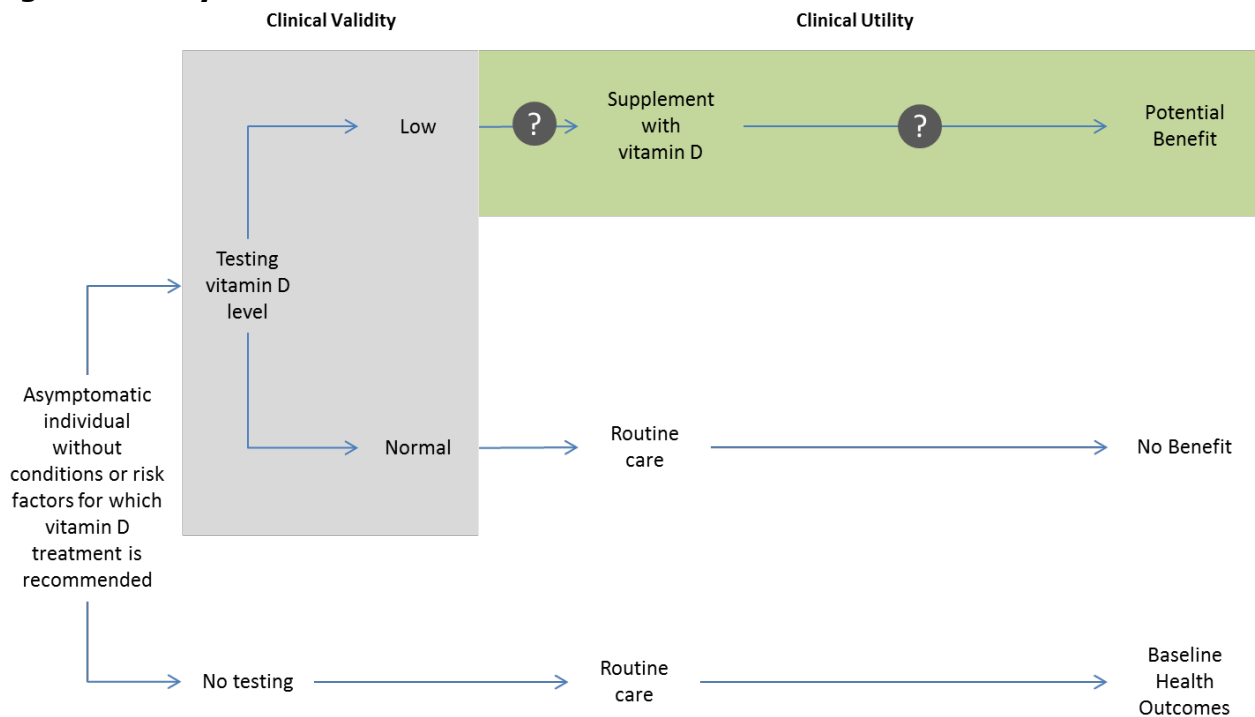 Clinical Validity
Clinical Utility
Low
?
Supplement
with
vitamin D
?
Potential
Benefit
Testing
vitamin D
level
Asymptomatic
individual
without
conditions or risk
factors for which
vitamin D
treatment is
recommended
Normal
Routine
care
No Benefit
No testing
Routine
care
Baseline
Health
Outcomes